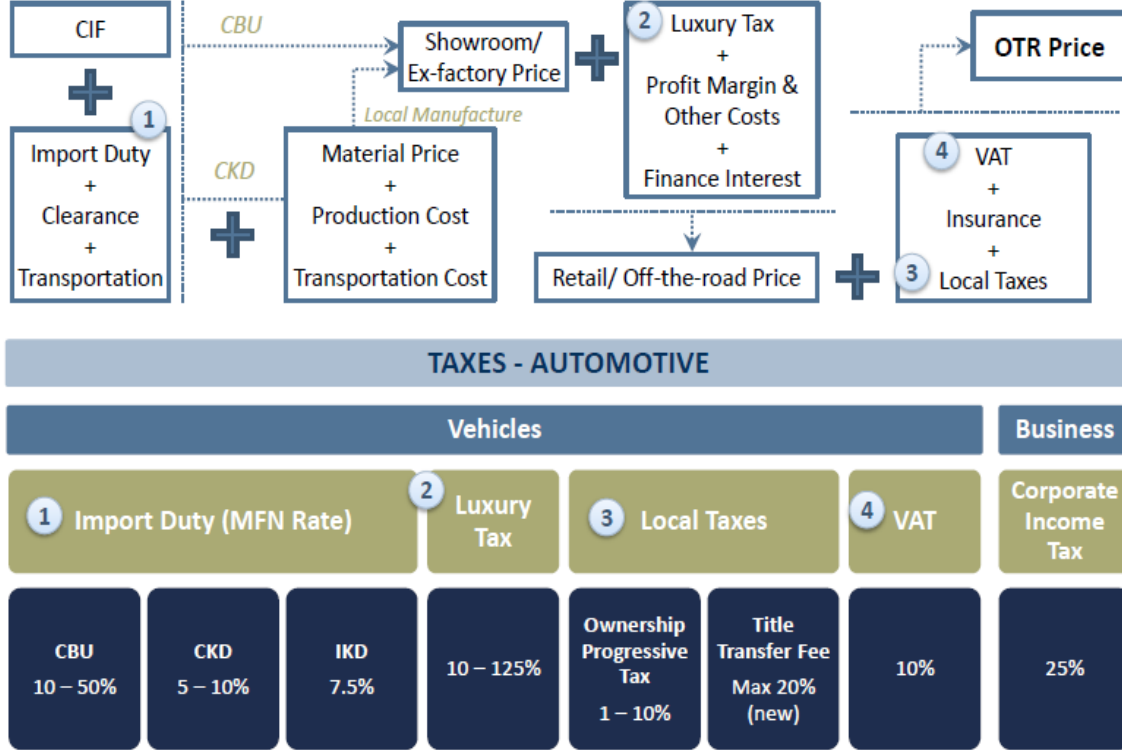 CIF
1
Import Duty
+
Clearance
+
Transportation
CBU
CKD
Showroom/
Ex-factory Price
Local Manufacture
Material Price
+
Production Cost
+
Transportation Cost
2
Luxury Tax
+
Profit Margin &
Other Costs
+
Finance Interest
Retail/ Off-the-road Price
OTR Price
4
VAT
+
Insurance
+
3
Local Taxes
TAXES - AUTOMOTIVE
Vehicles
Business
1
Import Duty (MFN Rate)
2
Luxury
Tax
3
Local Taxes
4
VAT
Corporate
Income
Tax
CBU
10 – 50%
CKD
5 – 10%
IKD
7.5%
10 – 125%
Ownership
Progressive
Tax
1 – 10%
Title
Transfer Fee
Max 20%
(new)
10%
25%